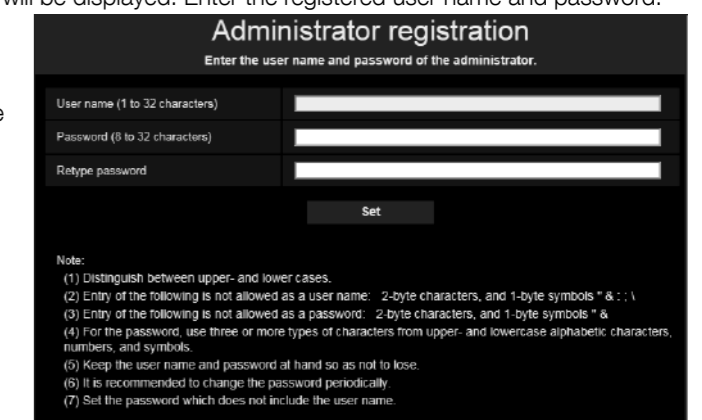 will be displayed. Enter the registered user name and password.
Administrator registration
Enter the user name and password of the administrator.
e
User name (1 to 32 characters)
Password (8 to 32 characters)
Retype password
Set
Note:
(1) Distinguish between upper- and lower cases.
(2) Entry of the following is not allowed as a user name: 2-byte characters, and 1-byte symbols " & : ; \
(3) Entry of the following is not allowed as a password: 2-byte characters, and 1-byte symbols " &
(4) For the password, use three or more types of characters from upper- and lowercase alphabetic characters,
numbers, and symbols.
(5) Keep the user name and password at hand so as not to lose.
(6) It is recommended to change the password periodically.
(7) Set the password which does not include the user name.